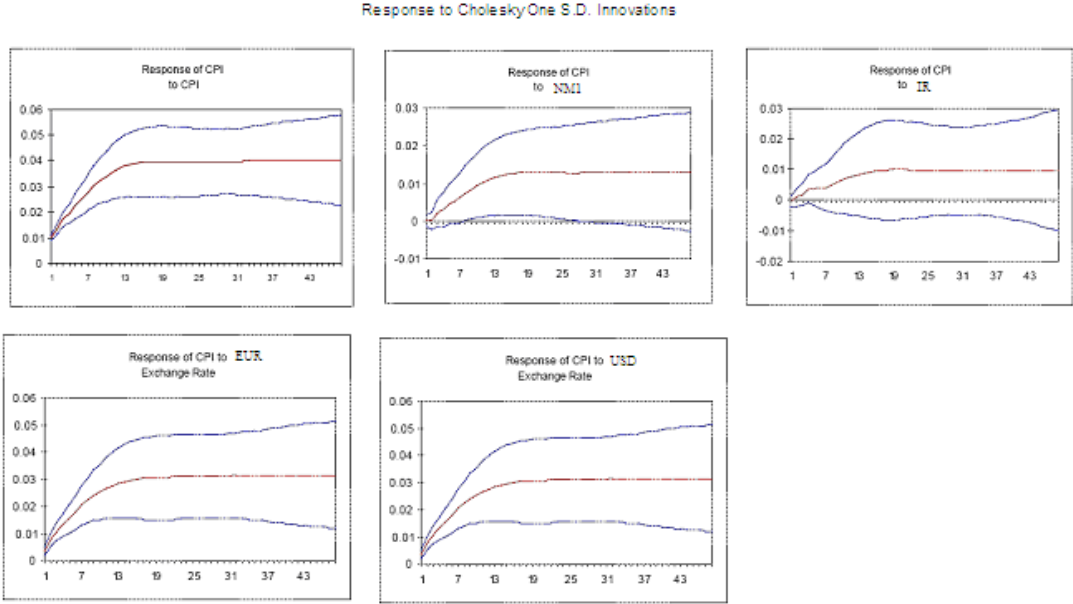 Response to Cholesky One S.D. Innovations
Response of CPI
to CPI
0.06
0.05
0.04
0.03
0.02
0.01
0
1 7 13 19 25 31 37 43
Response of CPI
to NM1
0.03
0.02
0.01
0
-0.01
1 7 13 19 25 31 37 43
Response of CPI
to IR
0.03
0.02
0.01
0
-0.01
-0.02
1 7 13 19 25 31 37 43
Response of CPI to EUR
Exchange Rate
0.06
0.05
0.04
0.03
0.02
0.01
0
1 7 13 19 25 31 37 43
Response of CPI to USD
Exchange Rate
0.06
0.05
0.04
0.03
0.02
0.01
0
1 7 13 19 25 31 37 43